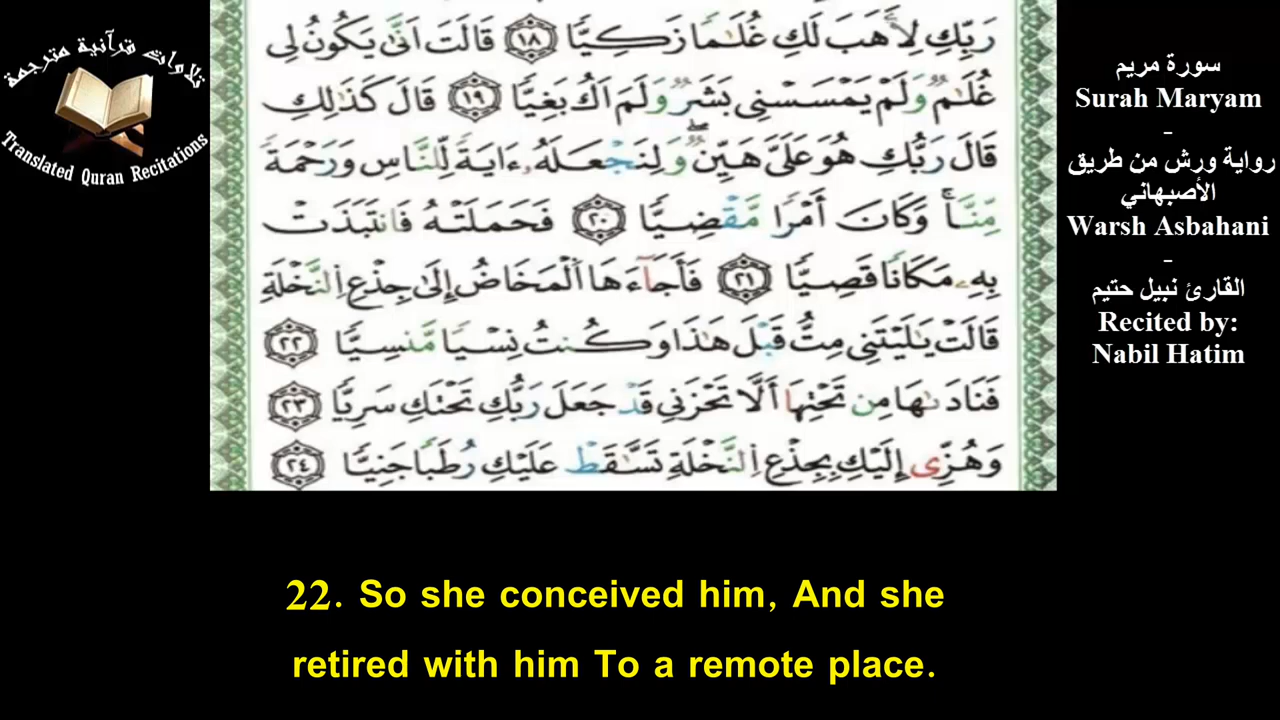 تلاوات قرآنية مترجمة
Translated Quran Recitations
رَبِّكِ لِأَهَبَ لَكِ غُلَٰمٗا زَكِيّٗا ١٨ قَالَتَ اَنَّىٰ يَكُونُ لِي
غُلَٰمٞ وَلَمْ يَمْسَسْنِي بَشَرٞ وَلَمَ اَكُ بَغِيّٗا ١٩ قَالَ كَذَٰلِكِ
قَالَ رَبُّكِ هُوَ عَلَيَّ هَيِّنٞ وَلِنَجْعَلَهُۥ ءَايَةٗ لِّلنَّاسِ وَرَحْمَةٗ
مِّنَّا وَكَانَ أَمْرٗا مَّقْضِيّٗا ٢٠ فَحَمَلَتْهُ فَانتَبَذَتْ
بِهِۦ مَكَانٗا قَصِيّٗا ٢١ فَأَجَآءَهَا اَ۬لْمَخَاضُ إِلَىٰ جِذْعِ اِ۬لنَّخْلَةِ
قَالَتْ يَٰلَيْتَنِي مِتُّ قَبْلَ هَٰذَا وَكُنتُ نِسْيٗا مَّنسِيّٗا ٢٢
فَنَادَىٰهَا مِن تَحْتِهَا أَلَّا تَحْزَنِي قَدْ جَعَلَ رَبُّكِ تَحْتَكِ سَرِيّٗا ٢٣
وَهُزِّي إِلَيْكِ بِجِذْعِ اِ۬لنَّخْلَةِ تَسَّٰقَطْ عَلَيْكِ رُطَبٗا جَنِيّٗا ٢٤
سورة مريم
Surah Maryam
-
رواية ورش من طريق
الأصبهاني
Warsh Asbahani
-
القارئ نبيل حتيم
Recited by:
Nabil Hatim
22. So she conceived him, And she
retired with him To a remote place.